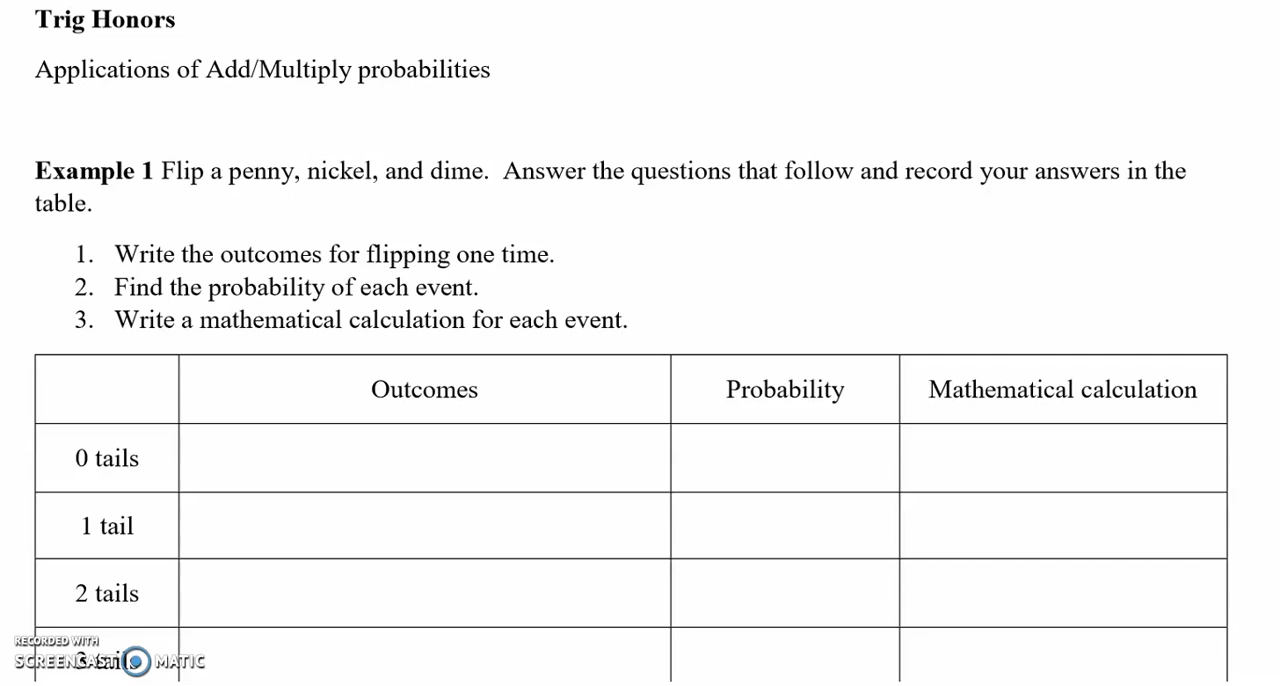 Trig Honors
Applications of Add/Multiply probabilities
Example 1 Flip a penny, nickel, and dime.  Answer the questions that follow and record your answers in the
table.
1. Write the outcomes for flipping one time.
2. Find the probability of each event.
3. Write a mathematical calculation for each event.
Outcomes Probability Mathematical calculation
0 tails
1 tail
2 tails
RECORDED WITH
3 tails
SCREENCAST MATIC